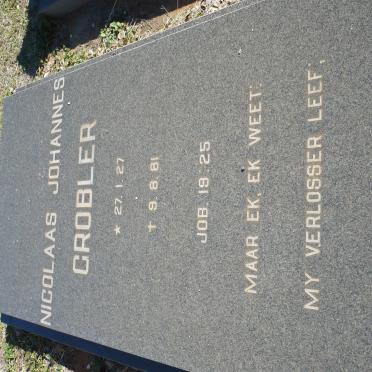 NICOLAAS JOHANNES
GROBLER
* 27.1.27
† 9.8.81
JOB. 19:25
MAAR EK, EK WEET:
MY VERLOSSER LEEF;